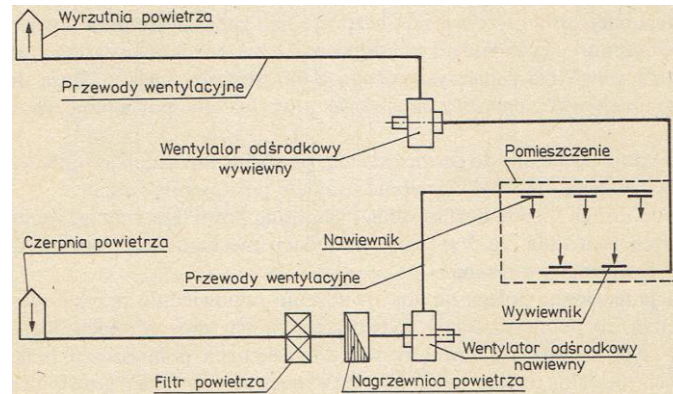 Wyrzutnia powietrza
Przewody wentylacyjne
Wentylalor odśrodkowy
wywiewny
Pomieszczenie
Nawiewnik
Czerpnia powietrza
Przewody wentylacyjne
Wywiewnik
Wentylator odśrodkowy
nawiewny
Filtr powietrza
Nagrzewnica powietrza